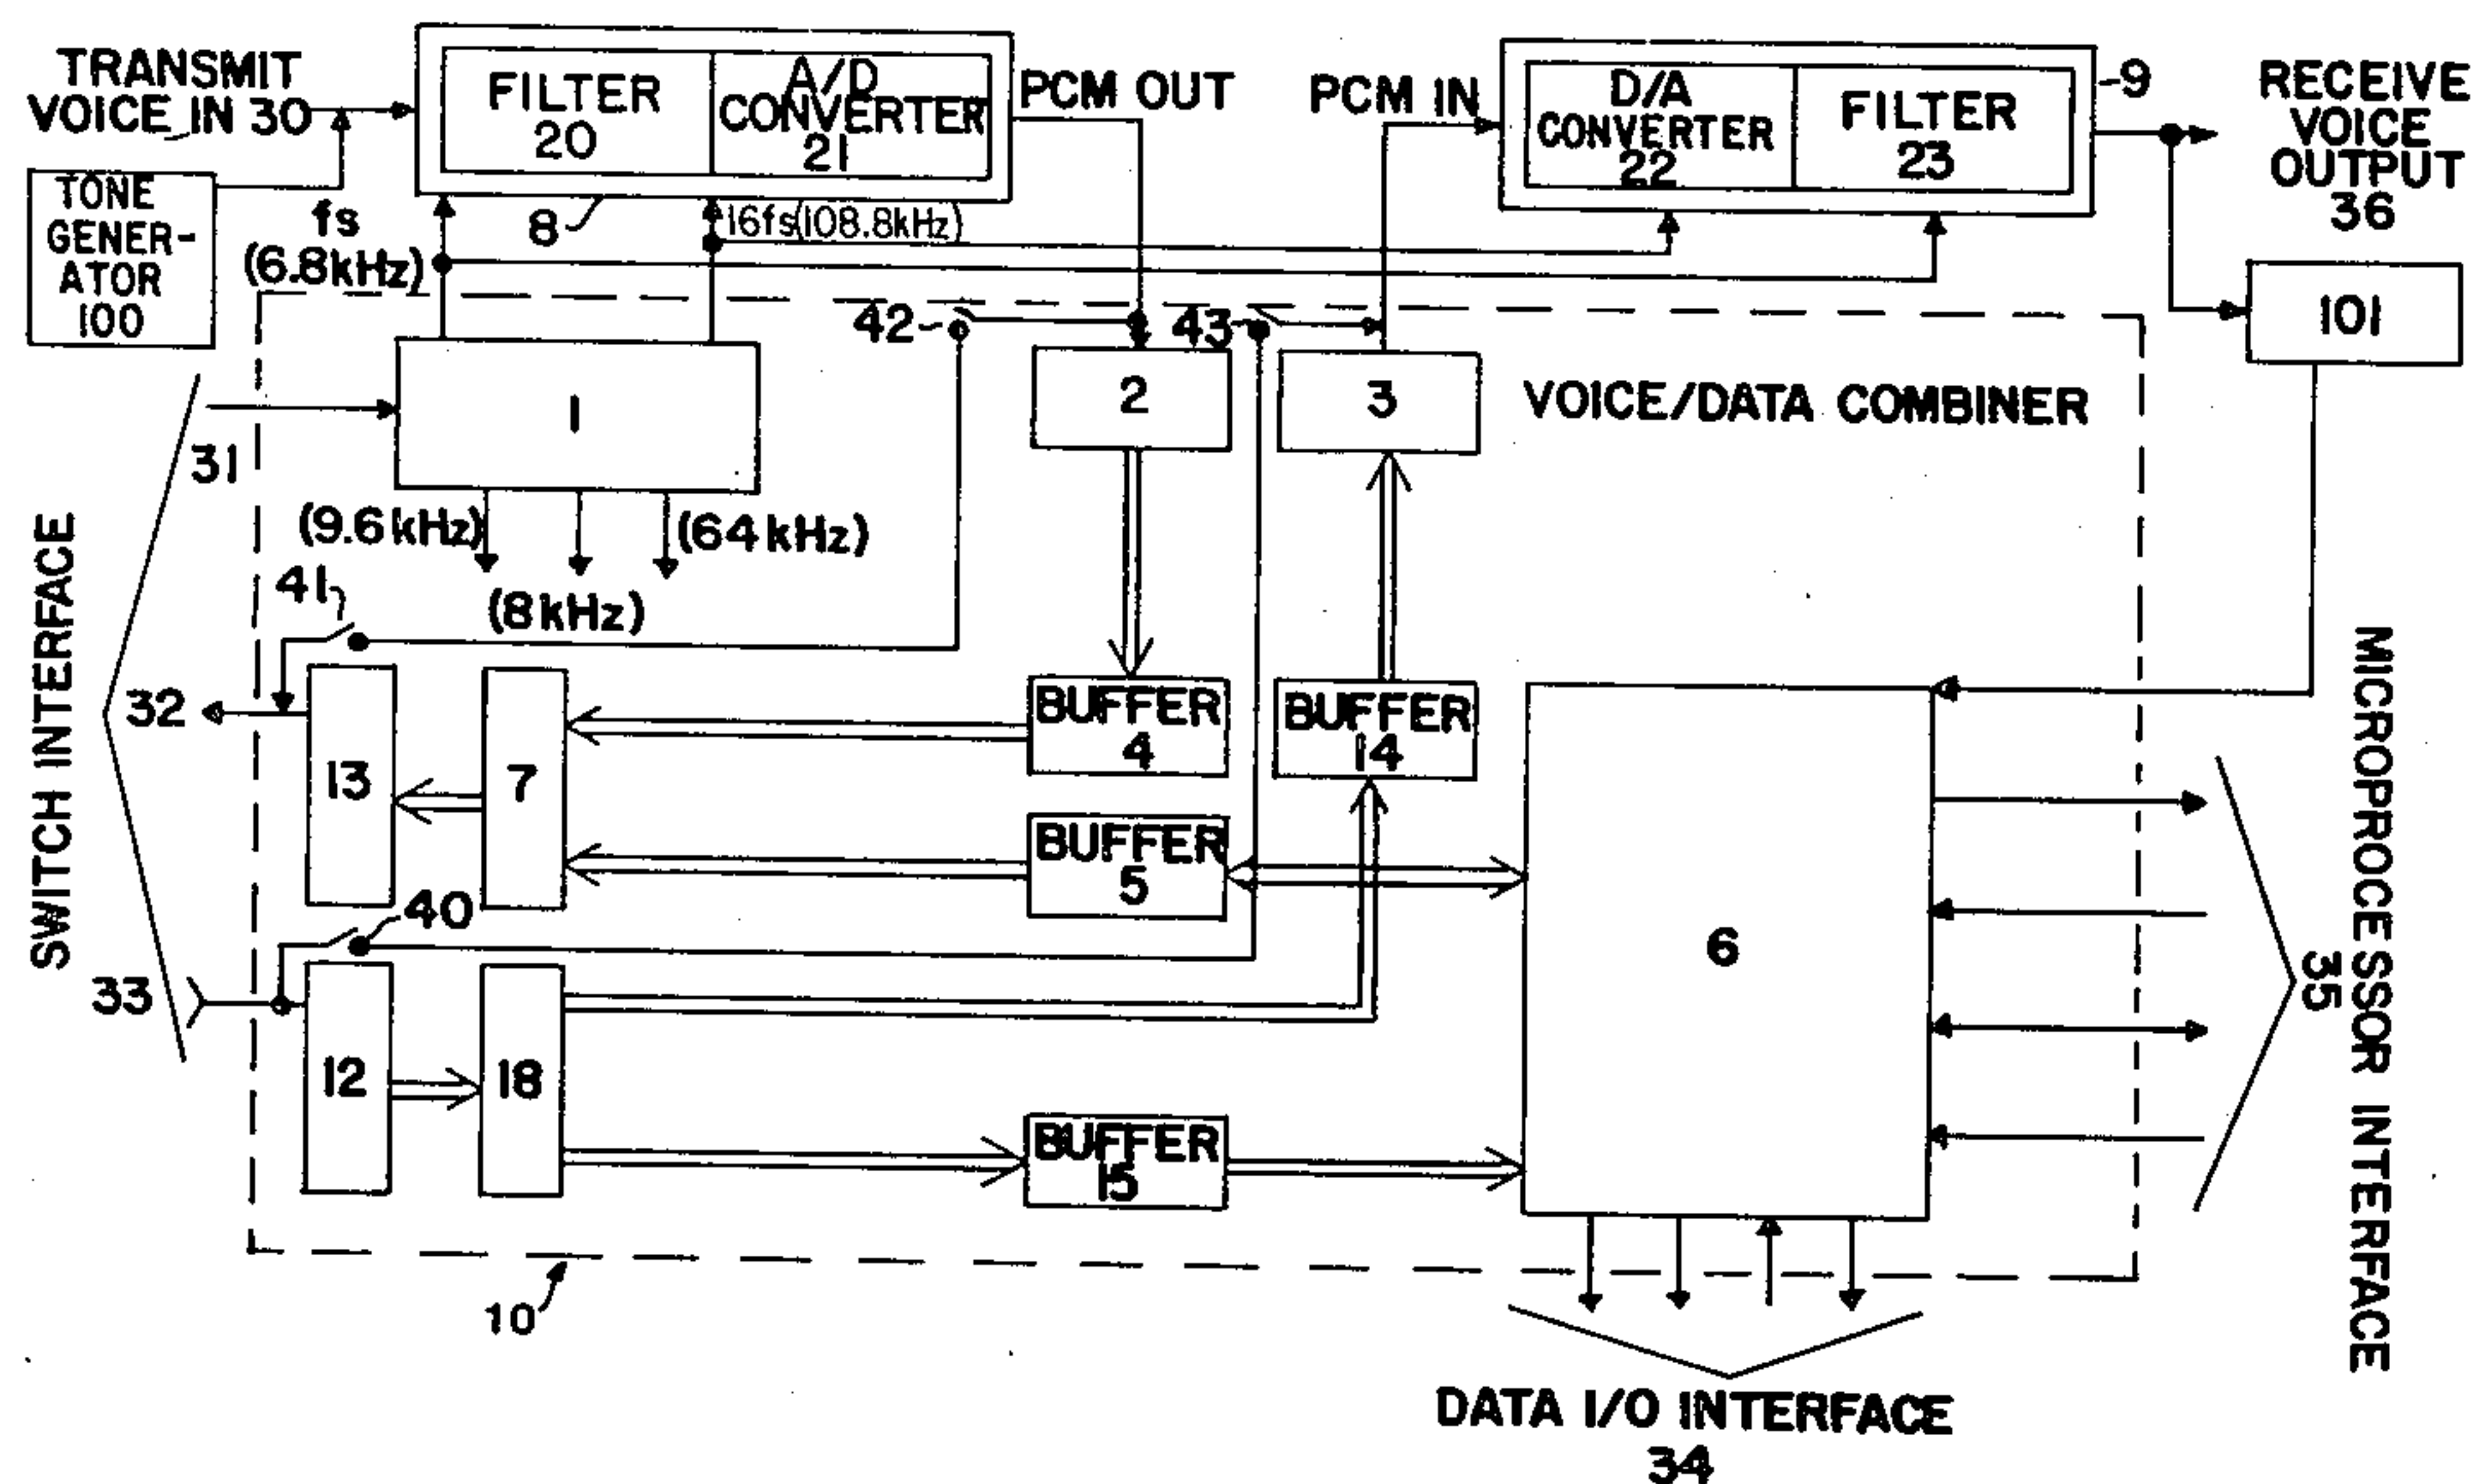 TRANSMIT
VOICE IN 30
TONE
GENER-
ATOR
100
FILTER
20
A/D
CONVERTER
21
PCM OUT
PCM IN
D/A
CONVERTER
22
FILTER
23
9
RECEIVE
VOICE
OUTPUT
36
fs
(6.8kHz)
8
16fs(108.8kHz)
42
43
101
1
2
3
VOICE/DATA COMBINER
31
(9.6kHz)
(8kHz)
(64kHz)
SWITCH INTERFACE
41
32
13
7
BUFFER
4
BUFFER
14
BUFFER
5
40
33
12
18
BUFFER
15
6
35
MICROPROCESSOR INTERFACE
10
DATA I/O INTERFACE
34